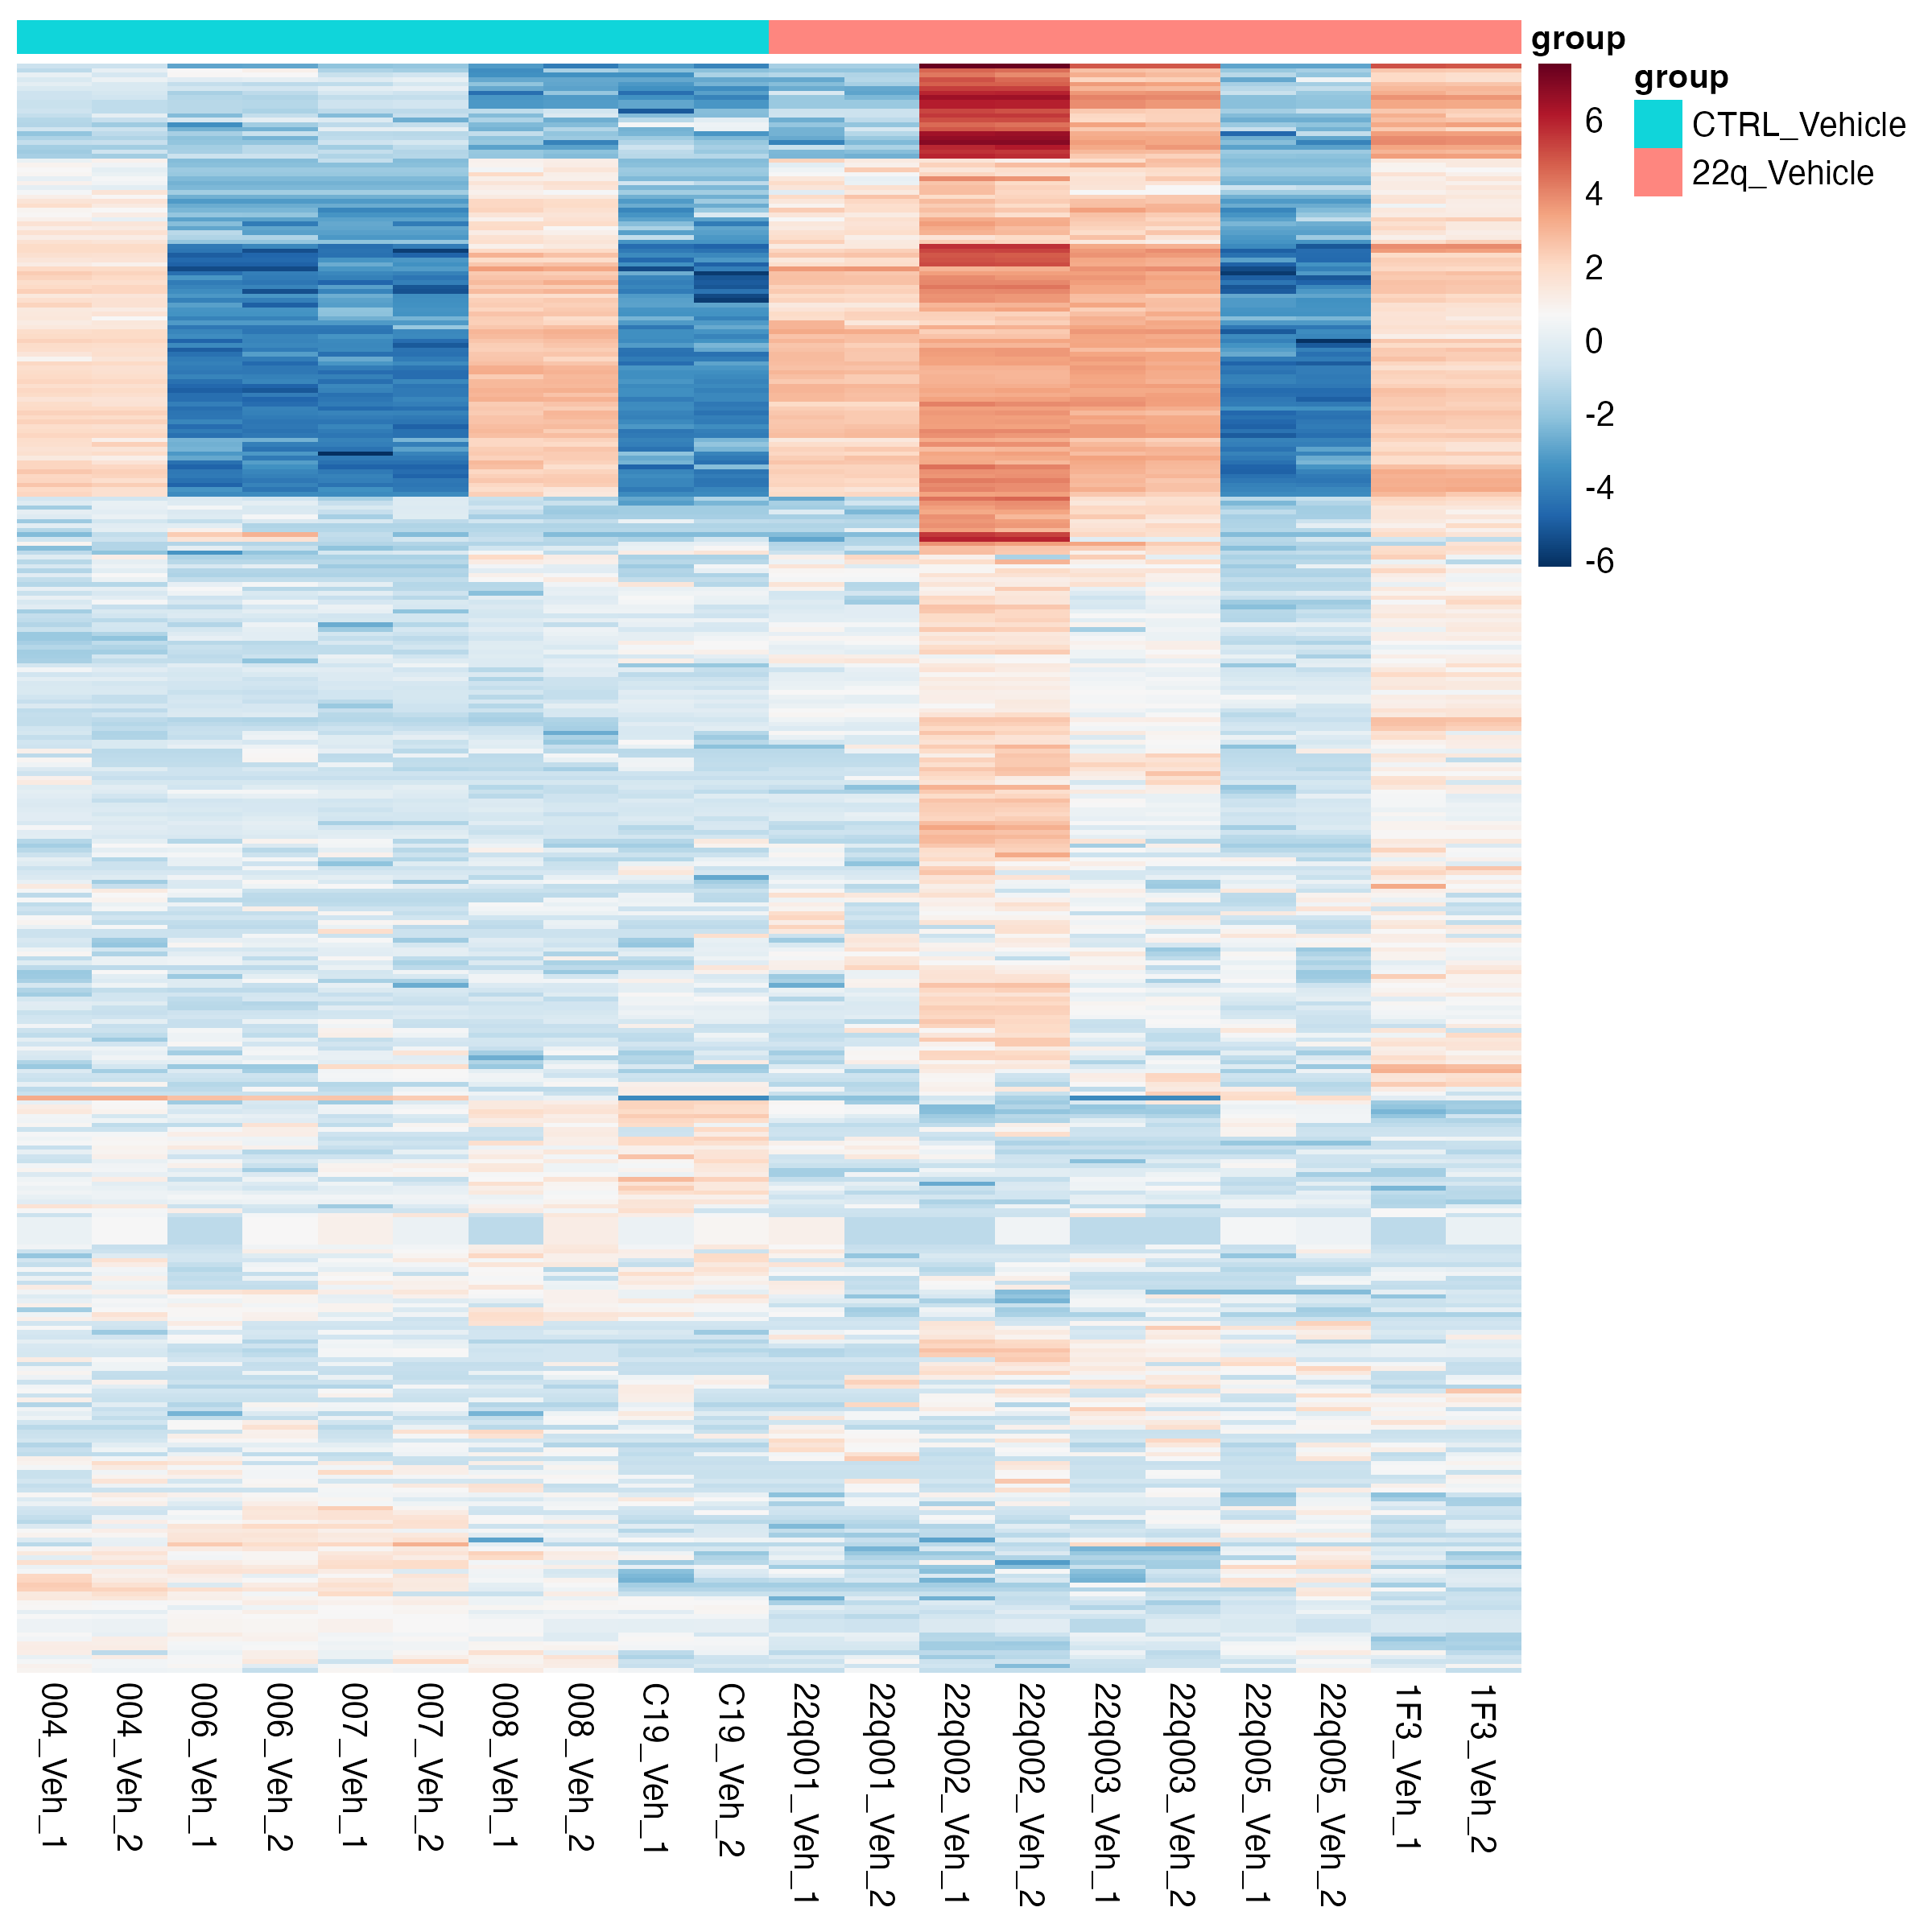 group
group
CTRL_Vehicle
22q_Vehicle
6
4
2
0
-2
-4
-6
004_Veh_1
004_Veh_2
006_Veh_1
006_Veh_2
007_Veh_1
007_Veh_2
008_Veh_1
008_Veh_2
C19_Veh_1
C19_Veh_2
22q001_Veh_1
22q001_Veh_2
22q002_Veh_1
22q002_Veh_2
22q003_Veh_1
22q003_Veh_2
22q005_Veh_1
22q005_Veh_2
1F3_Veh_1
1F3_Veh_2